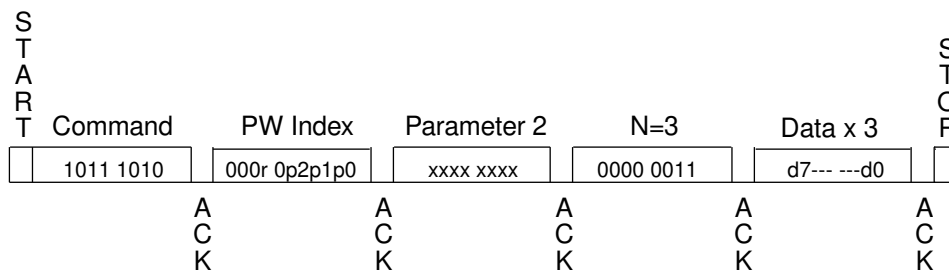 START
Command PW Index Parameter 2 N=3 Data x 3
STOP
1011 1010 000r 0p2p1p0 xxxx xxxx 0000 0011 d7--- ---d0
ACK ACK ACK ACK ACK